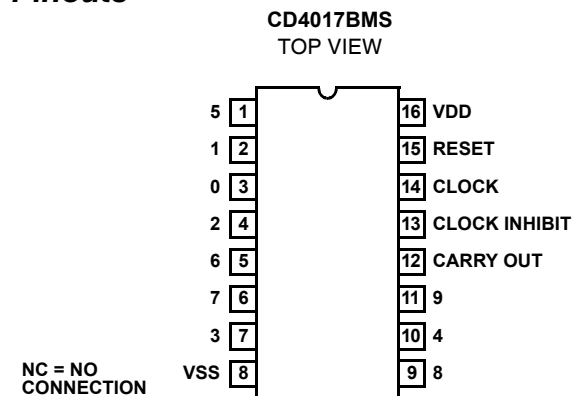 Pinouts
CD4017BMS
TOP VIEW
5 1 16 VDD
1 2 15 RESET
0 3 14 CLOCK
2 4 13 CLOCK INHIBIT
6 5 12 CARRY OUT
7 6 11 9
3 7 10 4
VSS 8 9 8
NC = NO
CONNECTION